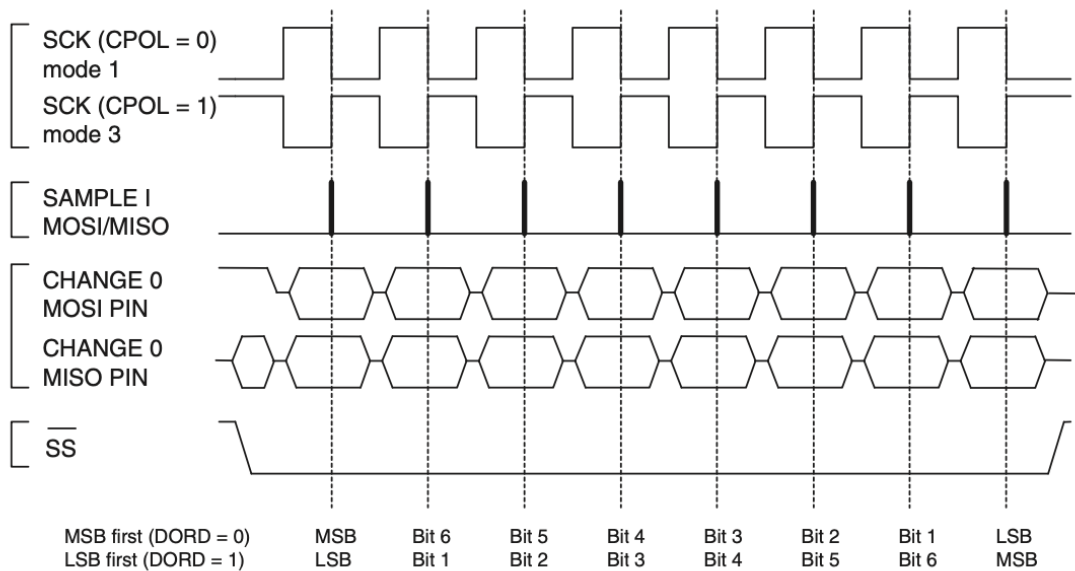 SCK (CPOL = 0)
mode 1
SCK (CPOL = 1)
mode 3
SAMPLE I
MOSI/MISO
CHANGE 0
MOSI PIN
CHANGE 0
MISO PIN
SS
MSB first (DORD = 0) MSB Bit 6 Bit 5 Bit 4 Bit 3 Bit 2 Bit 1 LSB
LSB first (DORD = 1) LSB Bit 1 Bit 2 Bit 3 Bit 4 Bit 5 Bit 6 MSB